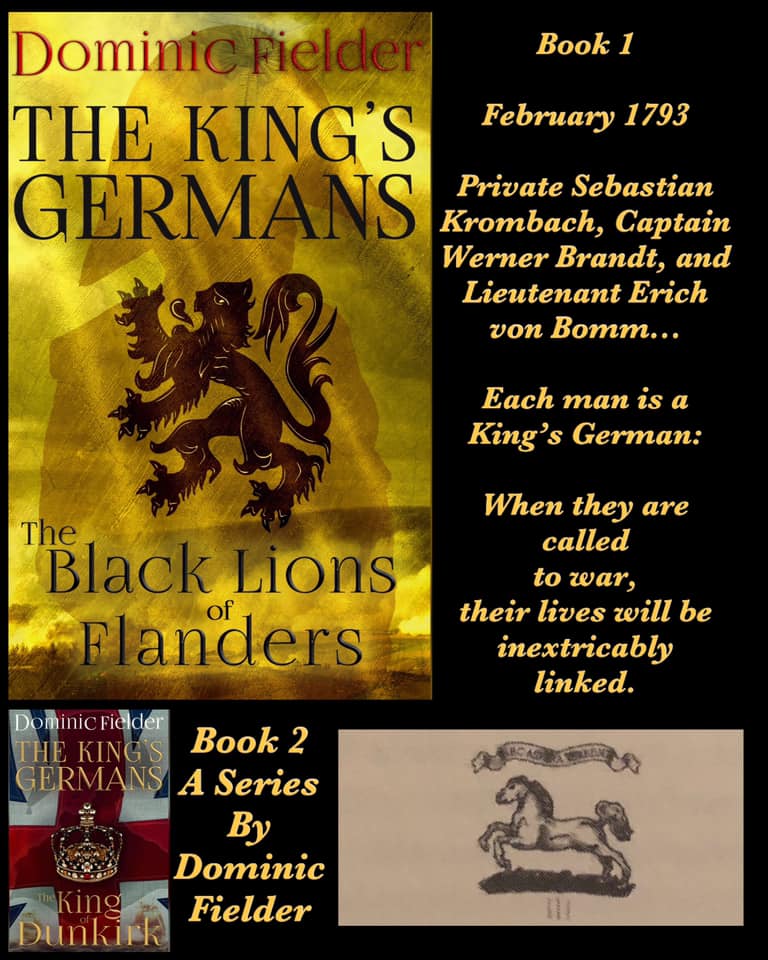 Dominic Fielder
THE KING'S
GERMANS
The
Black Lions
of
Flanders
Book 1
February 1793
Private Sebastian
Krombach, Captain
Werner Brandt, and
Lieutenant Erich
von Bomm...
Each man is a
King's German:
When they are
called
to war,
their lives will be
inextricably
linked.
Dominic Fielder
THE KING'S
GERMANS
The
King
of
Dunkirk
Book 2
A Series
By
Dominic
Fielder